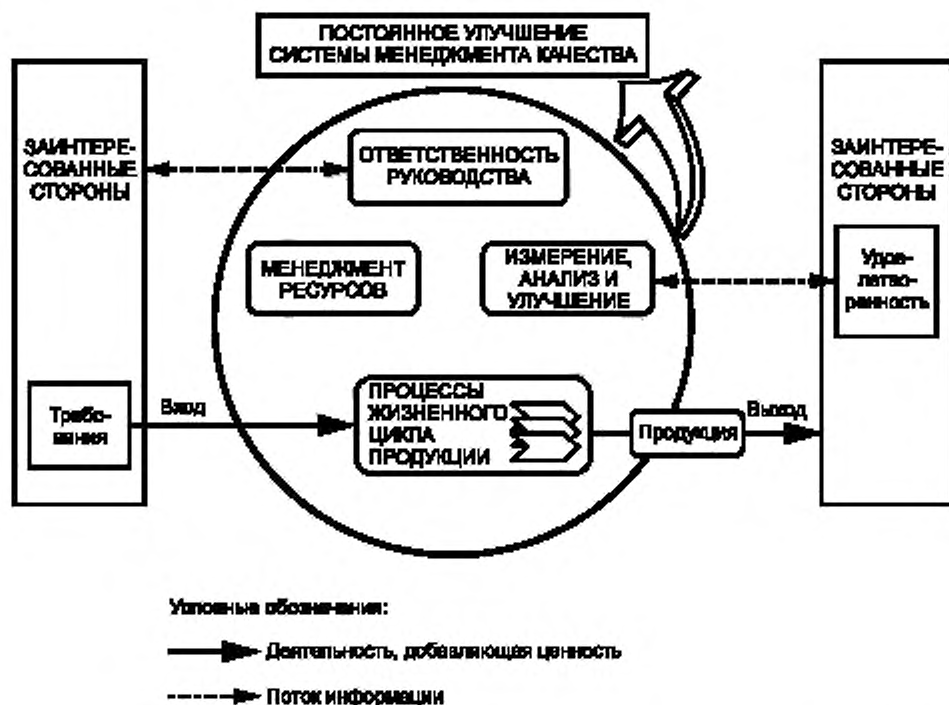 ПОСТОЯННОЕ УЛУЧШЕНИЕ
СИСТЕМЫ МЕНЕДЖМЕНТА КАЧЕСТВА
ЗАИНТЕРЕ-
СОВАННЫЕ
СТОРОНЫ
ОТВЕТСТВЕННОСТЬ
РУКОВОДСТВА
ЗАИНТЕРЕ-
СОВАННЫЕ
СТОРОНЫ
МЕНЕДЖМЕНТ
РЕСУРСОВ
ИЗМЕРЕНИЕ,
АНАЛИЗ И
УЛУЧШЕНИЕ
Удов-
летво-
ренность
Требо-
вания
Вход
ПРОЦЕССЫ
ЖИЗНЕННОГО
ЦИКЛА
ПРОДУКЦИИ
Продукция
Выход
Условные обозначения:
Деятельность, добавляющая ценность
Поток информации